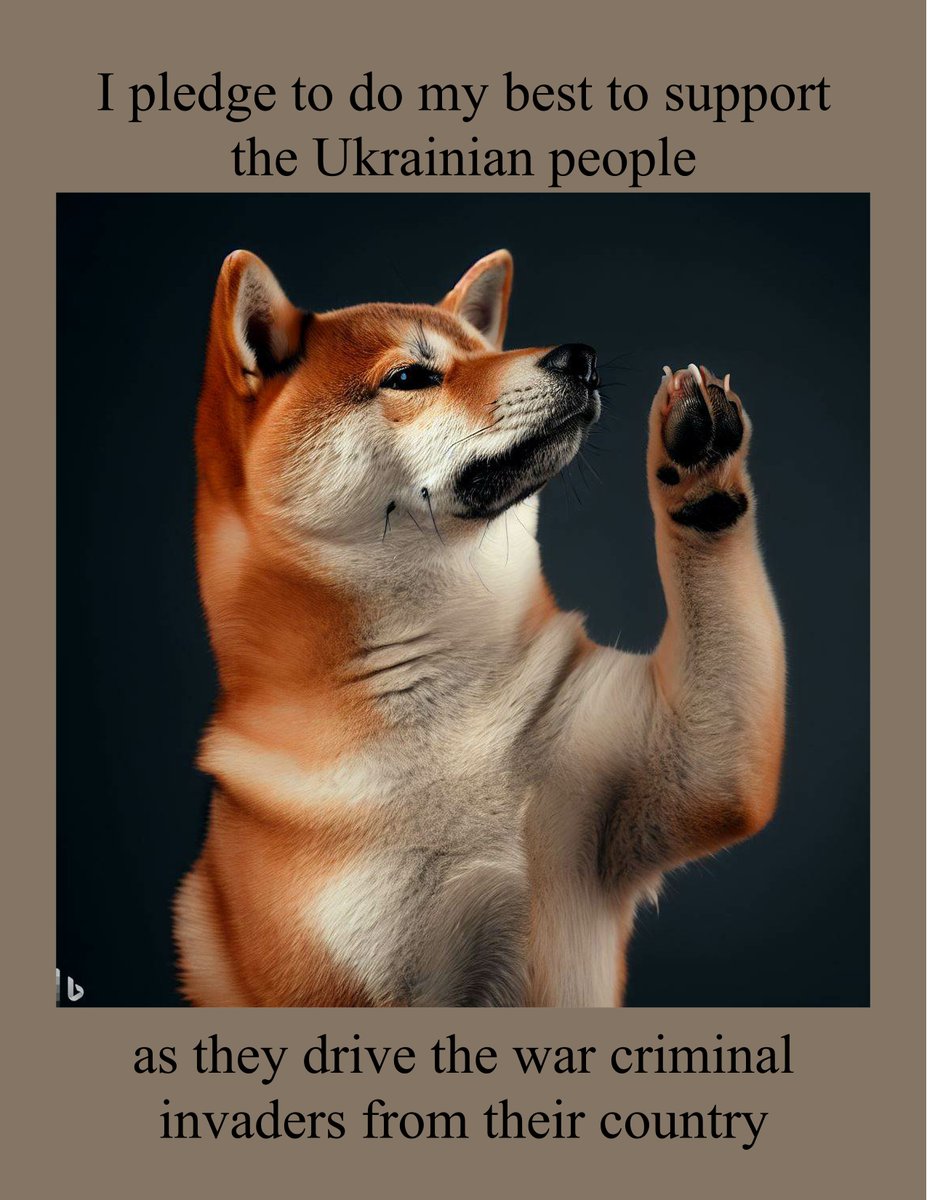 I pledge to do my best to support
the Ukrainian people
as they drive the war criminal
invaders from their country